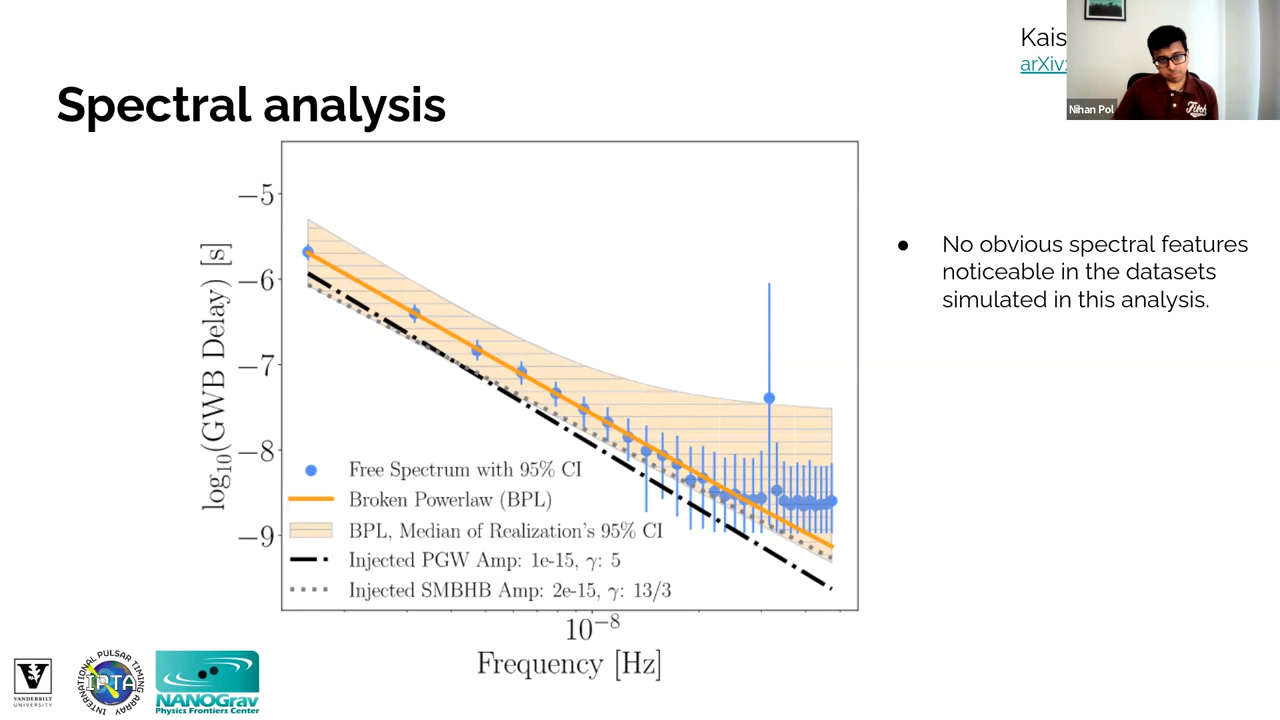 Kais
arXiv:
Nihan Pol
Spectral analysis
−5
−6
−7
−8
−9
log10(GWB Delay) [s]
Free Spectrum with 95% CI
Broken Powerlaw (BPL)
BPL, Median of Realization's 95% CI
Injected PGW Amp: 1e-15, γ: 5
Injected SMBHB Amp: 2e-15, γ: 13/3
10−8
Frequency [Hz]
● No obvious spectral features
noticeable in the datasets
simulated in this analysis.
V
VANDERBILT
UNIVERSITY
INTERNATIONAL PULSAR TIMING ARRAY
IPTA
NANOGrav
Physics Frontiers Center